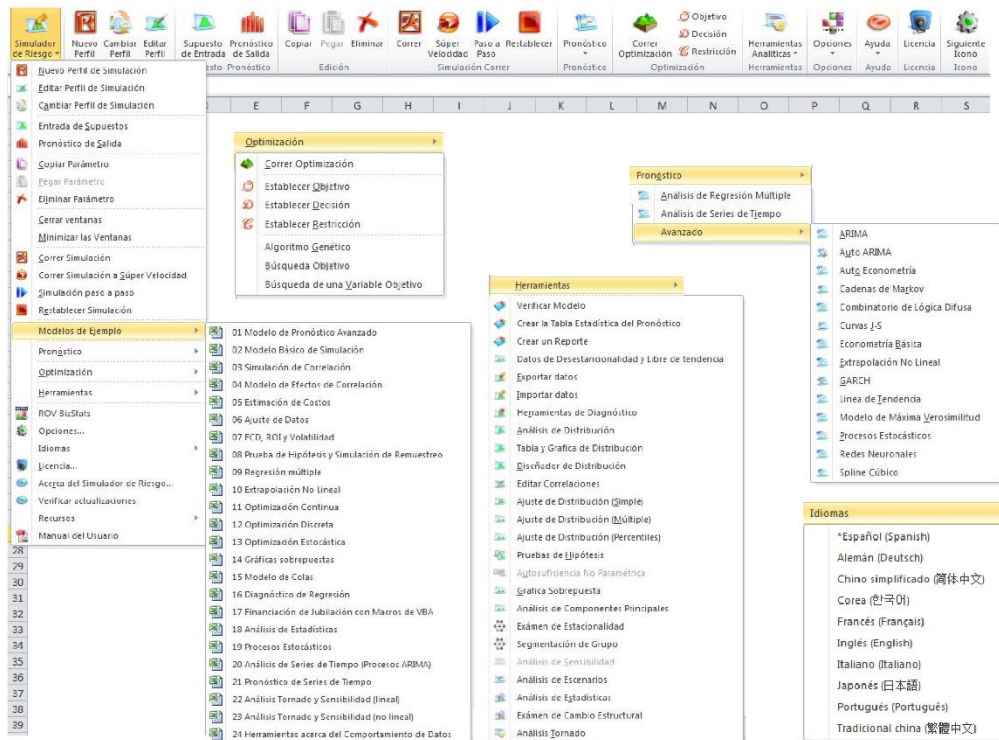 Simulador de Riesgo
Nuevo Perfil
Cambiar Perfil
Editar Perfil
Supuesto de Entrada
Pronóstico de Salida
Copiar
Pegar
Eliminar
Correr
Súper Velocidad
Paso a Paso
Restablecer
Pronóstico
Correr Optimización
Objetivo
Decisión
Restricción
Herramientas Analíticas
Opciones
Ayuda
Licencia
Siguiente Icono
Pronóstico
Edición
Simulación Correr
Pronóstico
Optimización
Herramientas
Opciones
Ayuda
Licencia
Icono
E F G H I J K L M N O P Q R S
Nuevo Perfil de Simulación
Editar Perfil de Simulación
Cambiar Perfil de Simulación
Entrada de Supuestos
Pronóstico de Salida
Copiar Parámetro
Pegar Parámetro
Eliminar Parámetro
Cerrar ventanas
Minimizar las Ventanas
Correr Simulación
Correr Simulación a Súper Velocidad
Simulación paso a paso
Restablecer Simulación
Modelos de Ejemplo
Pronóstico
Optimización
Herramientas
ROV BizStats
Opciones...
Idiomas
Licencia...
Acerca del Simulador de Riesgo...
Verificar actualizaciones
Recursos
Manual del Usuario
28
29
30
31
32
33
34
35
36
37
38
39
Optimización
Correr Optimización
Establecer Objetivo
Establecer Decisión
Establecer Restricción
Algoritmo Genético
Búsqueda Objetivo
Búsqueda de una Variable Objetivo
01 Modelo de Pronóstico Avanzado
02 Modelo Básico de Simulación
03 Simulación de Correlación
04 Modelo de Efectos de Correlación
05 Estimación de Costos
06 Ajuste de Datos
07 FCD, ROI y Volatilidad
08 Prueba de Hipótesis y Simulación de Remuestreo
09 Regresión múltiple
10 Extrapolación No Lineal
11 Optimización Continua
12 Optimización Discreta
13 Optimización Estocástica
14 Gráficas sobrepuestas
15 Modelo de Colas
16 Diagnóstico de Regresión
17 Financiación de Jubilación con Macros de VBA
18 Análisis de Estadísticas
19 Procesos Estocásticos
20 Análisis de Series de Tiempo (Procesos ARIMA)
21 Pronóstico de Series de Tiempo
22 Análisis Tornado y Sensibilidad (lineal)
23 Análisis Tornado y Sensibilidad (no lineal)
24 Herramientas acerca del Comportamiento de Datos
Herramientas
Verificar Modelo
Crear la Tabla Estadística del Pronóstico
Crear un Reporte
Datos de Desestancionalidad y Libre de tendencia
Exportar datos
Importar datos
Herramientas de Diagnóstico
Análisis de Distribución
Tabla y Grafica de Distribución
Diseñador de Distribución
Editar Correlaciones
Ajuste de Distribución (Simple)
Ajuste de Distribución (Múltiple)
Ajuste de Distribución (Percentiles)
Pruebas de Hipótesis
Autosuficiencia No Paramétrica
Grafica Sobrepuesta
Análisis de Componentes Principales
Exámen de Estacionalidad
Segmentación de Grupo
Análisis de Sensibilidad
Análisis de Escenarios
Análisis de Estadísticas
Exámen de Cambio Estructural
Análisis Tornado
Pronóstico
Análisis de Regresión Múltiple
Análisis de Series de Tiempo
Avanzado
ARIMA
Auto ARIMA
Auto Econometría
Cadenas de Markov
Combinatorio de Lógica Difusa
Curvas J-S
Econometría Básica
Extrapolación No Lineal
GARCH
Linea de Tendencia
Modelo de Máxima Verosimilitud
Procesos Estocásticos
Redes Neuronales
Spline Cúbico
Idiomas
*Español (Spanish)
Alemán (Deutsch)
Chino simplificado (简体中文)
Corea (한국어)
Francés (Français)
Inglés (English)
Italiano (Italiano)
Japonés (日本語)
Portugués (Português)
Tradicional china (繁體中文)